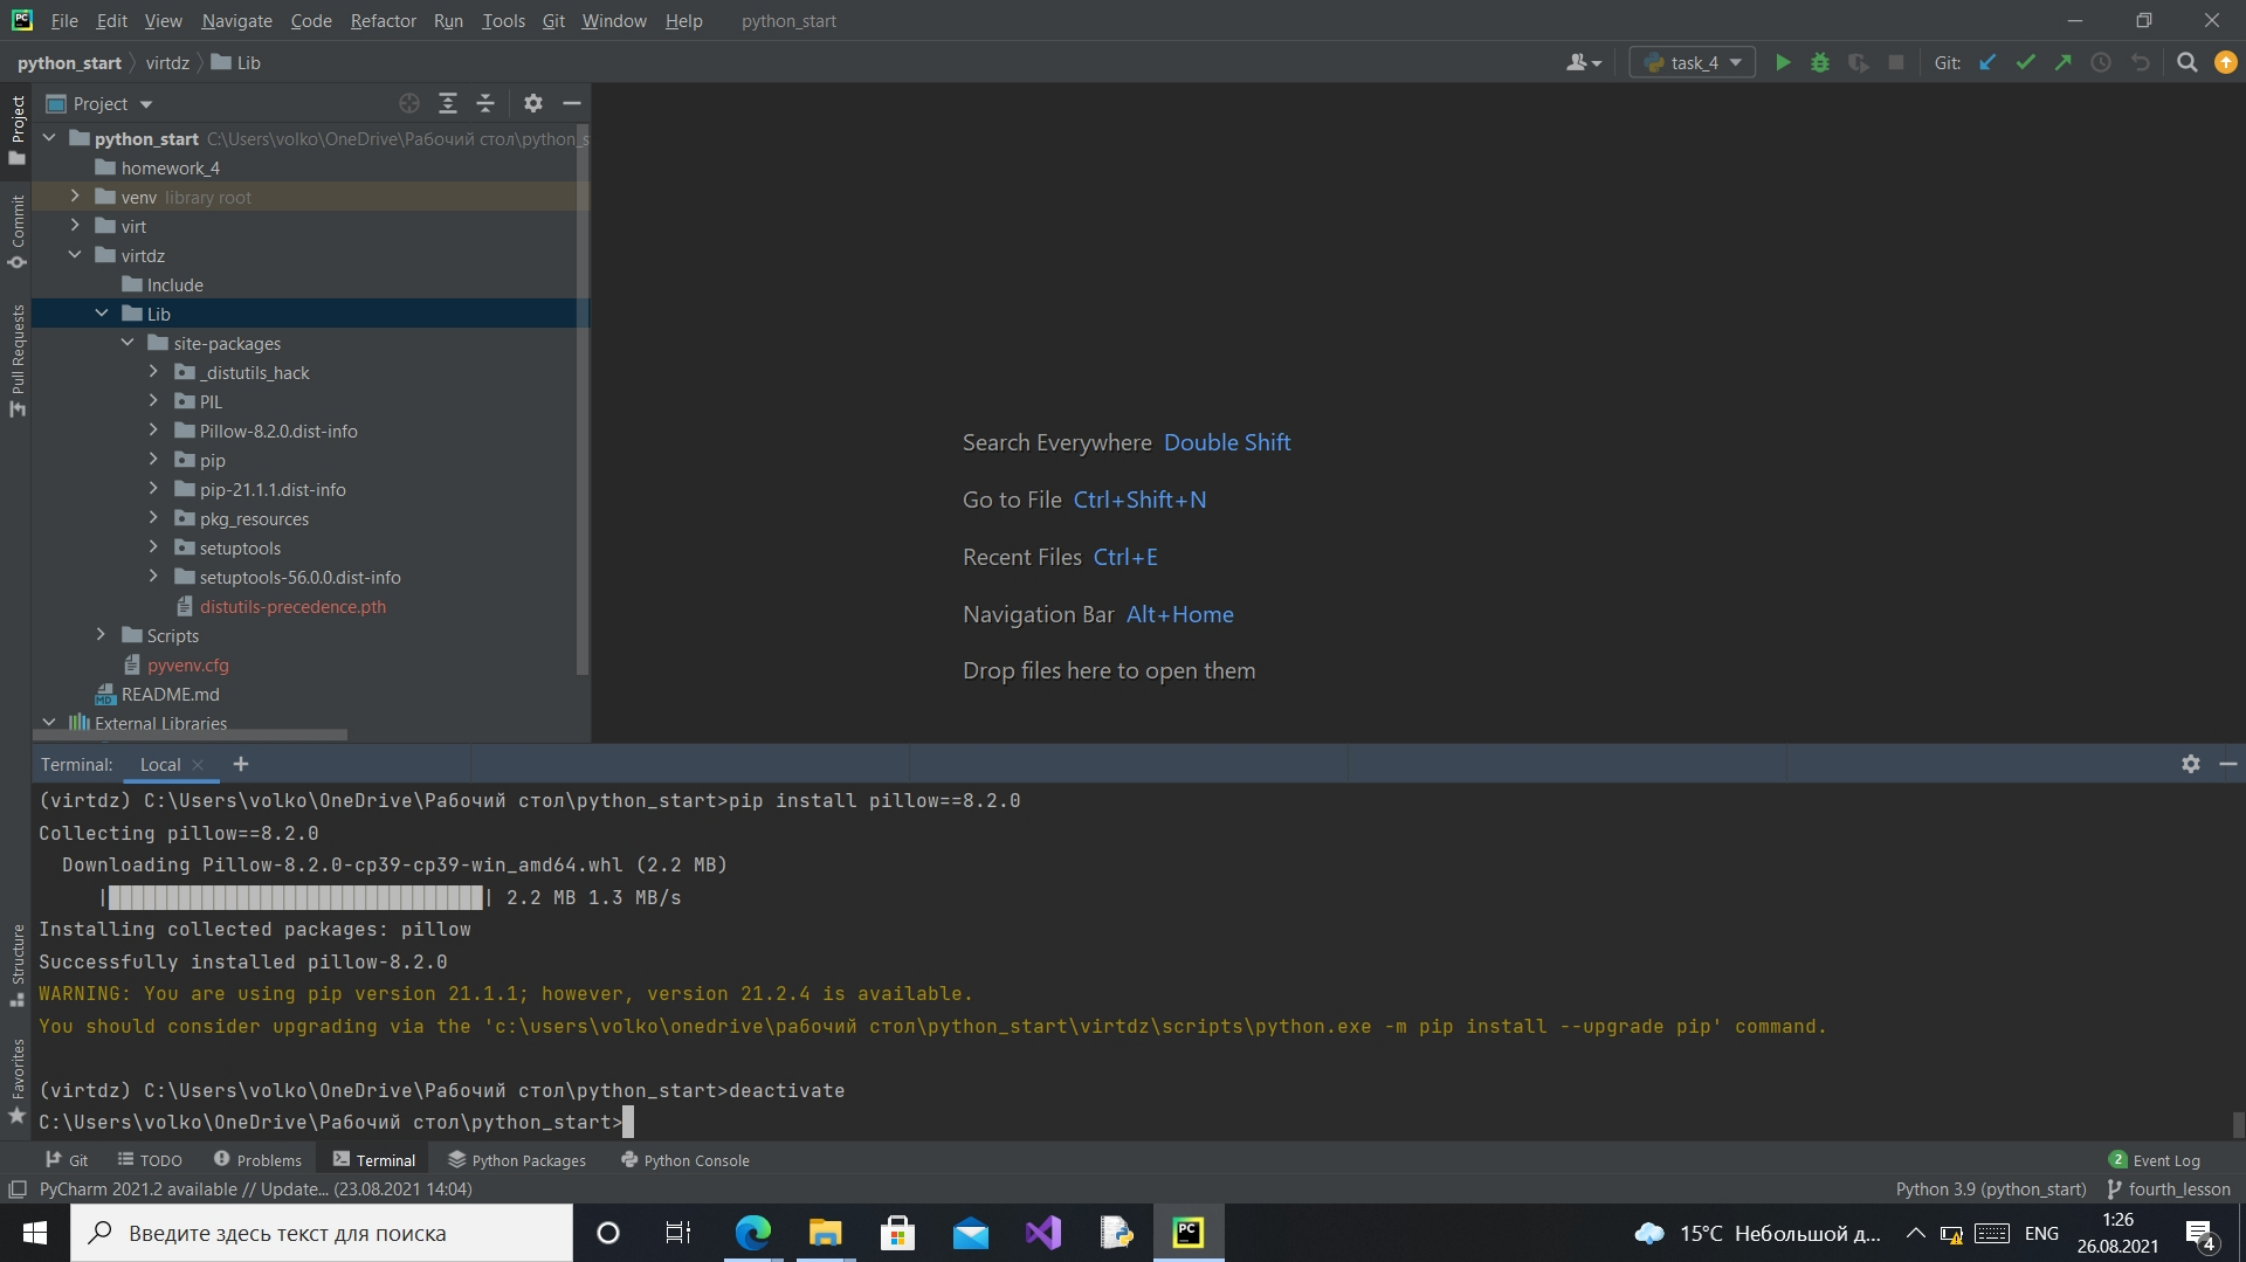 File Edit View Navigate Code Refactor Run Tools Git Window Help python_start
python_start virtdz Lib task_4 Git:
Project
python_start C:\Users\volko\OneDrive\Рабочий стол\python_s
homework_4
venv library root
virt
virtdz
Include
Lib
site-packages
_distutils_hack
PIL
Pillow-8.2.0.dist-info
pip
pip-21.1.1.dist-info
pkg_resources
setuptools
setuptools-56.0.0.dist-info
distutils-precedence.pth
Scripts
pyvenv.cfg
README.md
External Libraries
Project
Commit
Pull Requests
Structure
Favorites
Search Everywhere Double Shift
Go to File Ctrl+Shift+N
Recent Files Ctrl+E
Navigation Bar Alt+Home
Drop files here to open them
Terminal: Local
(virtdz) C:\Users\volko\OneDrive\Рабочий стол\python_start>pip install pillow==8.2.0
Collecting pillow==8.2.0
Downloading Pillow-8.2.0-cp39-cp39-win_amd64.whl (2.2 MB)
|████████████████████████████████| 2.2 MB 1.3 MB/s
Installing collected packages: pillow
Successfully installed pillow-8.2.0
WARNING: You are using pip version 21.1.1; however, version 21.2.4 is available.
You should consider upgrading via the 'c:\users\volko\onedrive\рабочий стол\python_start\virtdz\scripts\python.exe -m pip install --upgrade pip' command.
(virtdz) C:\Users\volko\OneDrive\Рабочий стол\python_start>deactivate
C:\Users\volko\OneDrive\Рабочий стол\python_start>
Git TODO Problems Terminal Python Packages Python Console 2 Event Log
PyCharm 2021.2 available // Update... (23.08.2021 14:04) Python 3.9 (python_start) fourth_lesson
Введите здесь текст для поиска PC 15°C Небольшой д... ENG 1:26
26.08.2021 4